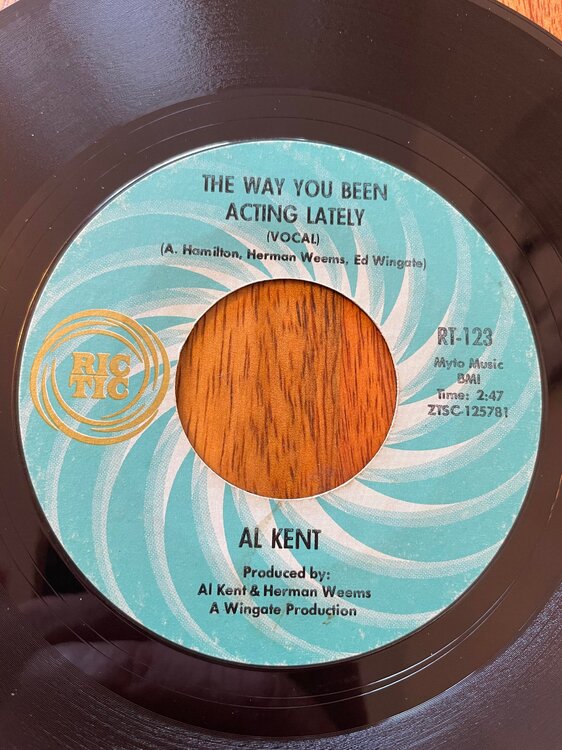 THE WAY YOU BEEN
ACTING LATELY
(VOCAL)
(A. Hamilton, Herman Weems, Ed Wingate)
RIC
TIC
RT-123
Myto Music
BMI
Time: 2:47
ZTSC-125781
AL KENT
Produced by:
Al Kent & Herman Weems
A Wingate Production